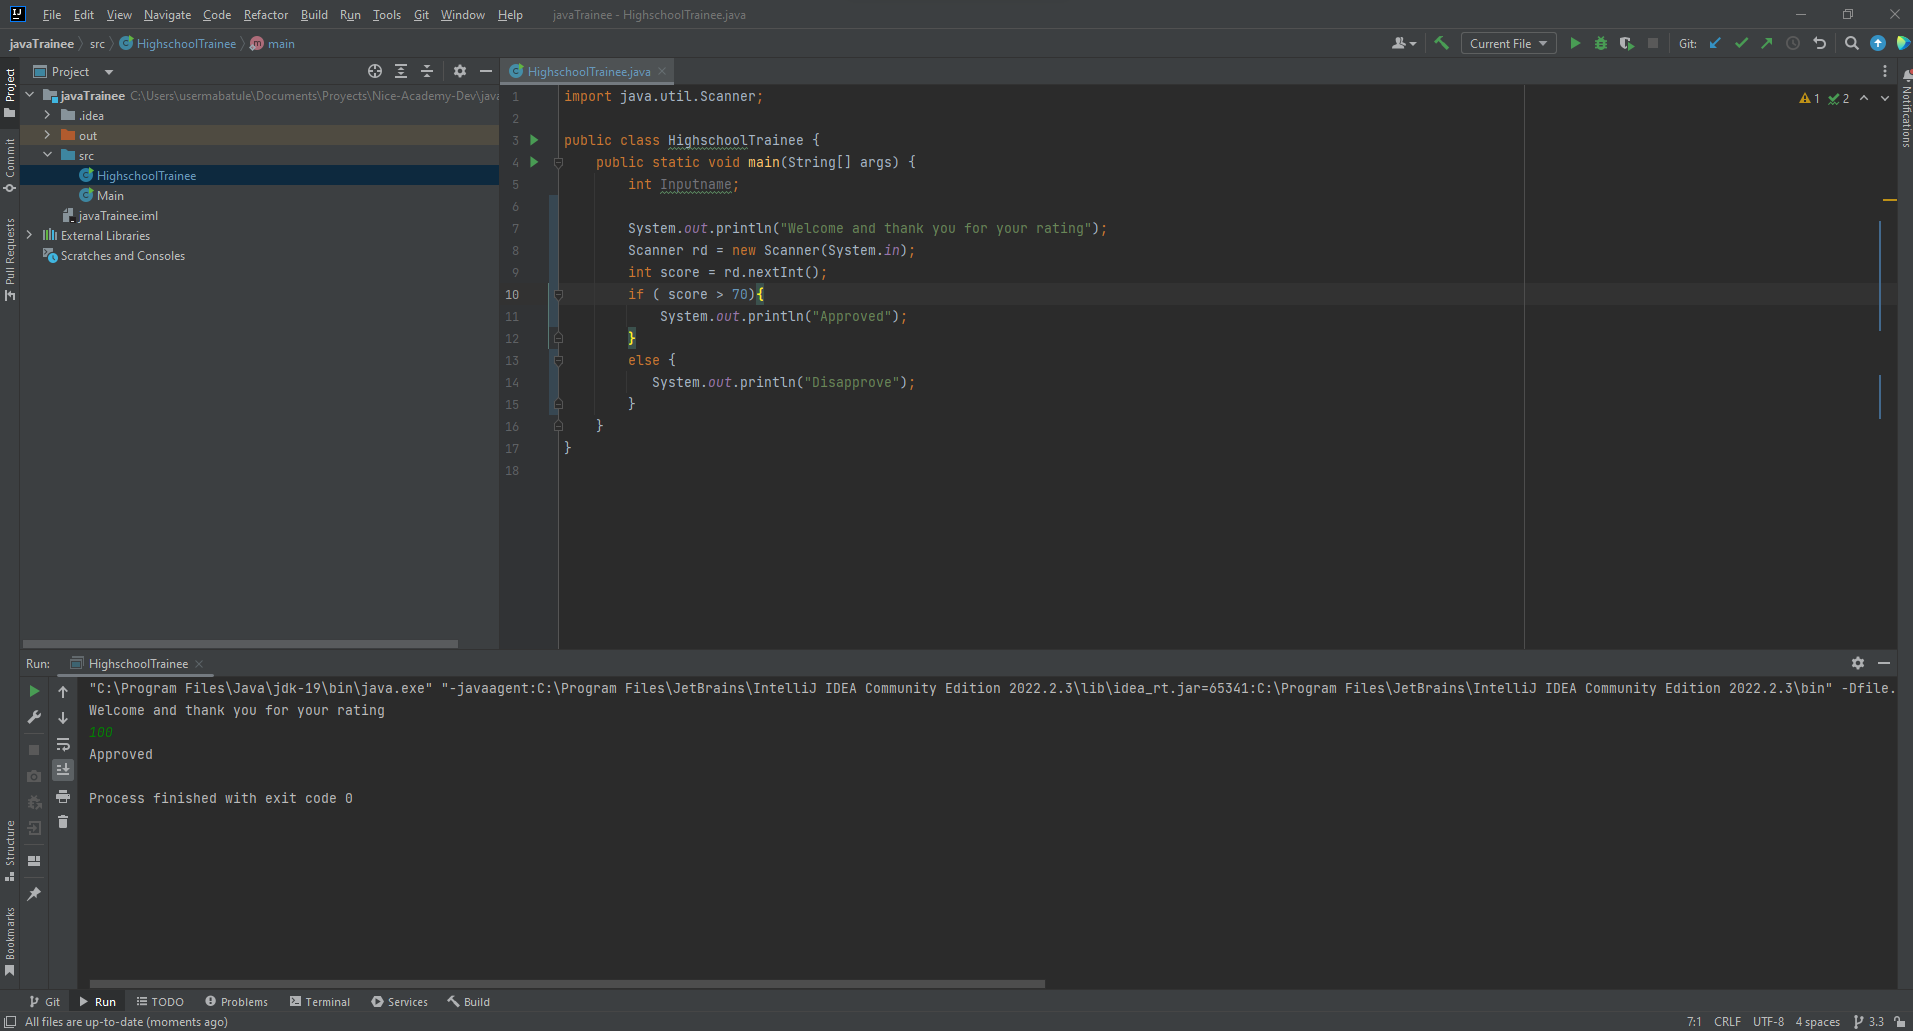 File Edit View Navigate Code Refactor Build Run Tools Git Window Help javaTrainee - HighschoolTrainee.java
javaTrainee src HighschoolTrainee main
Current File Git:
Project
HighschoolTrainee.java
javaTrainee C:\Users\usermabatule\Documents\Proyects\Nice-Academy-Dev\java
.idea
out
src
HighschoolTrainee
Main
javaTrainee.iml
External Libraries
Scratches and Consoles
Project
Commit
Pull Requests
Structure
Bookmarks
Notifications
1 2
1 import java.util.Scanner;
2
3 public class HighschoolTrainee {
4 public static void main(String[] args) {
5 int Inputname;
6
7 System.out.println("Welcome and thank you for your rating");
8 Scanner rd = new Scanner(System.in);
9 int score = rd.nextInt();
10 if ( score > 70){
11 System.out.println("Approved");
12 }
13 else {
14 System.out.println("Disapprove");
15 }
16 }
17 }
18
Run: HighschoolTrainee
"C:\Program Files\Java\jdk-19\bin\java.exe" "-javaagent:C:\Program Files\JetBrains\IntelliJ IDEA Community Edition 2022.2.3\lib\idea_rt.jar=65341:C:\Program Files\JetBrains\IntelliJ IDEA Community Edition 2022.2.3\bin" -Dfile.
Welcome and thank you for your rating
100
Approved
Process finished with exit code 0
Git Run TODO Problems Terminal Services Build
All files are up-to-date (moments ago) 7:1 CRLF UTF-8 4 spaces 3.3